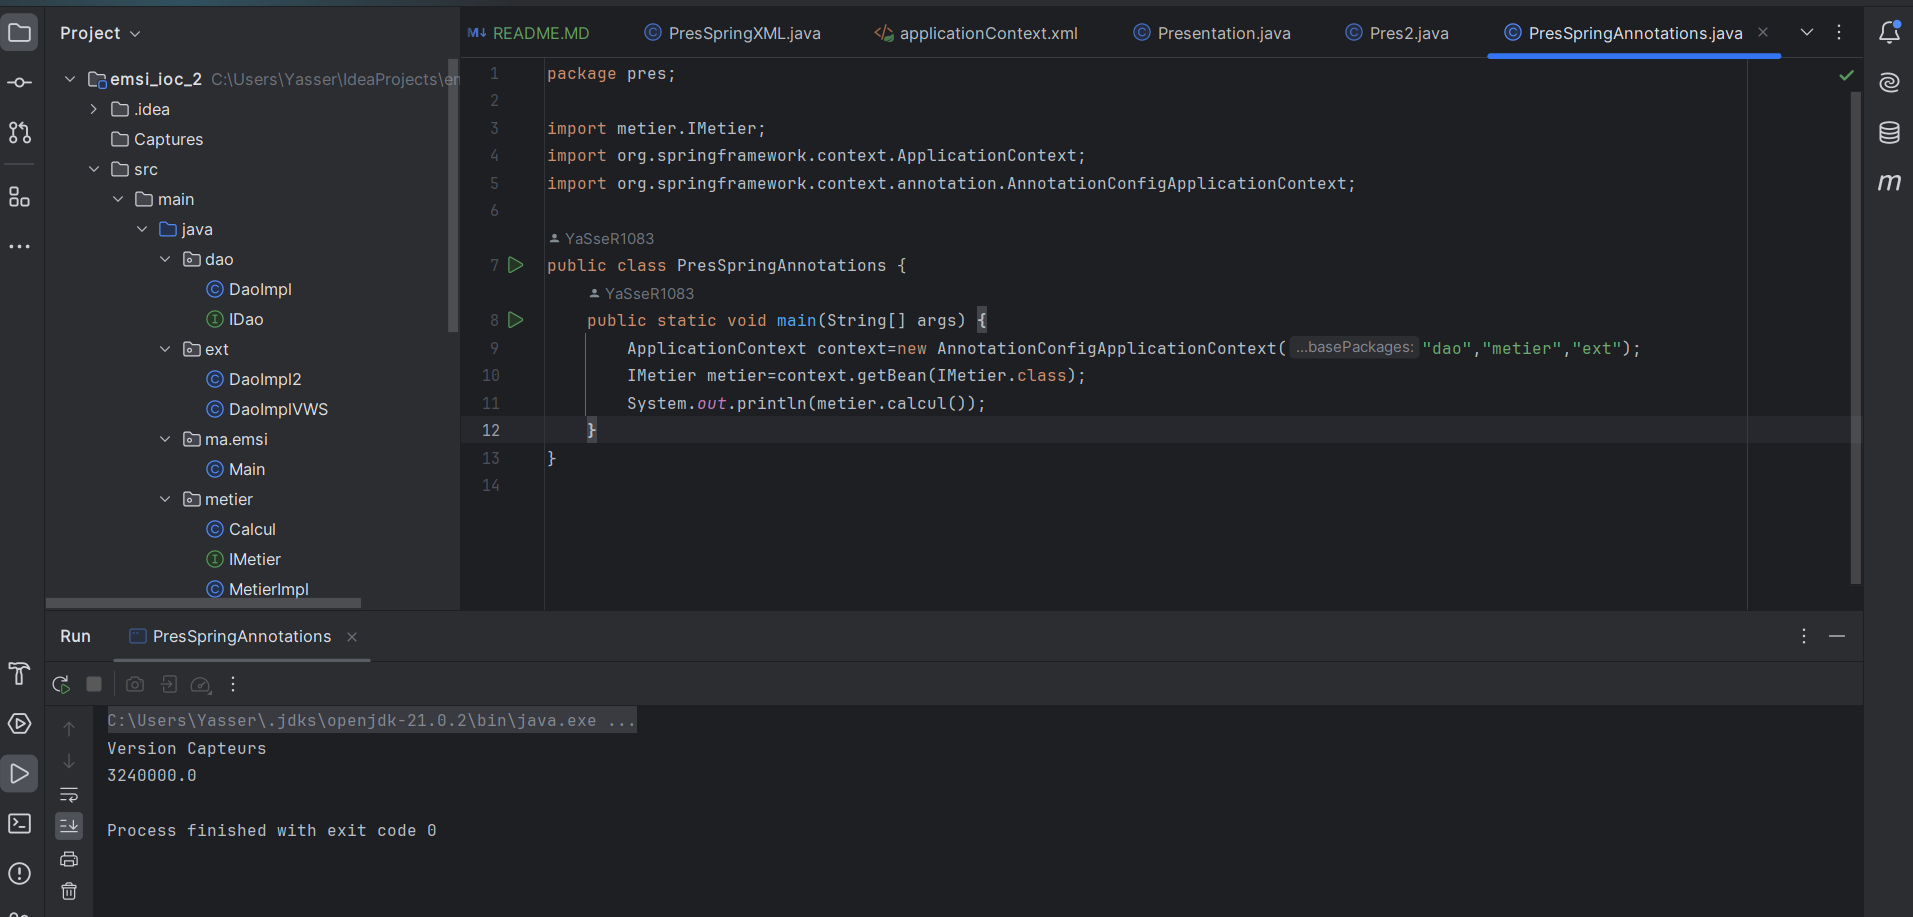 Project
README.MD
PresSpringXML.java
applicationContext.xml
Presentation.java
Pres2.java
PresSpringAnnotations.java
emsi_ioc_2 C:\Users\Yasser\IdeaProjects\em
.idea
Captures
src
main
java
dao
DaoImpl
IDao
ext
DaoImpl2
DaoImplVWS
ma.emsi
Main
metier
Calcul
IMetier
MetierImpl
1 package pres;
2
3 import metier.IMetier;
4 import org.springframework.context.ApplicationContext;
5 import org.springframework.context.annotation.AnnotationConfigApplicationContext;
6
YaSseR1083
7 public class PresSpringAnnotations {
YaSseR1083
8 public static void main(String[] args) {
9 ApplicationContext context=new AnnotationConfigApplicationContext( ...basePackages: "dao","metier","ext");
10 IMetier metier=context.getBean(IMetier.class);
11 System.out.println(metier.calcul());
12 }
13 }
14
Run PresSpringAnnotations
C:\Users\Yasser\.jdks\openjdk-21.0.2\bin\java.exe ...
Version Capteurs
3240000.0
Process finished with exit code 0